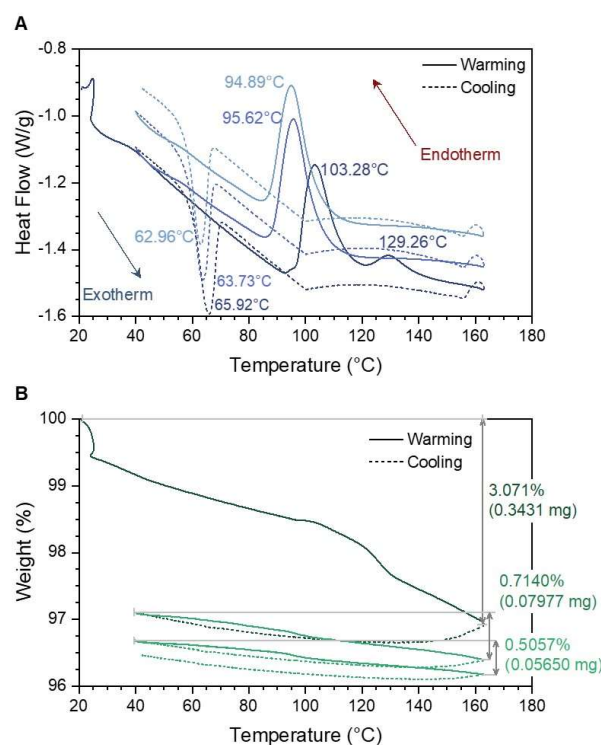 A
-0.8
-1.0
-1.2
-1.4
-1.6
Heat Flow (W/g)
94.89°C
95.62°C
103.28°C
129.26°C
62.96°C
63.73°C
65.92°C
Warming
Cooling
Endotherm
Exotherm
20 40 60 80 100 120 140 160 180
Temperature (°C)
B
100
99
98
97
96
Weight (%)
Warming
Cooling
3.071%
(0.3431 mg)
0.7140%
(0.07977 mg)
0.5057%
(0.05650 mg)
20 40 60 80 100 120 140 160 180
Temperature (°C)